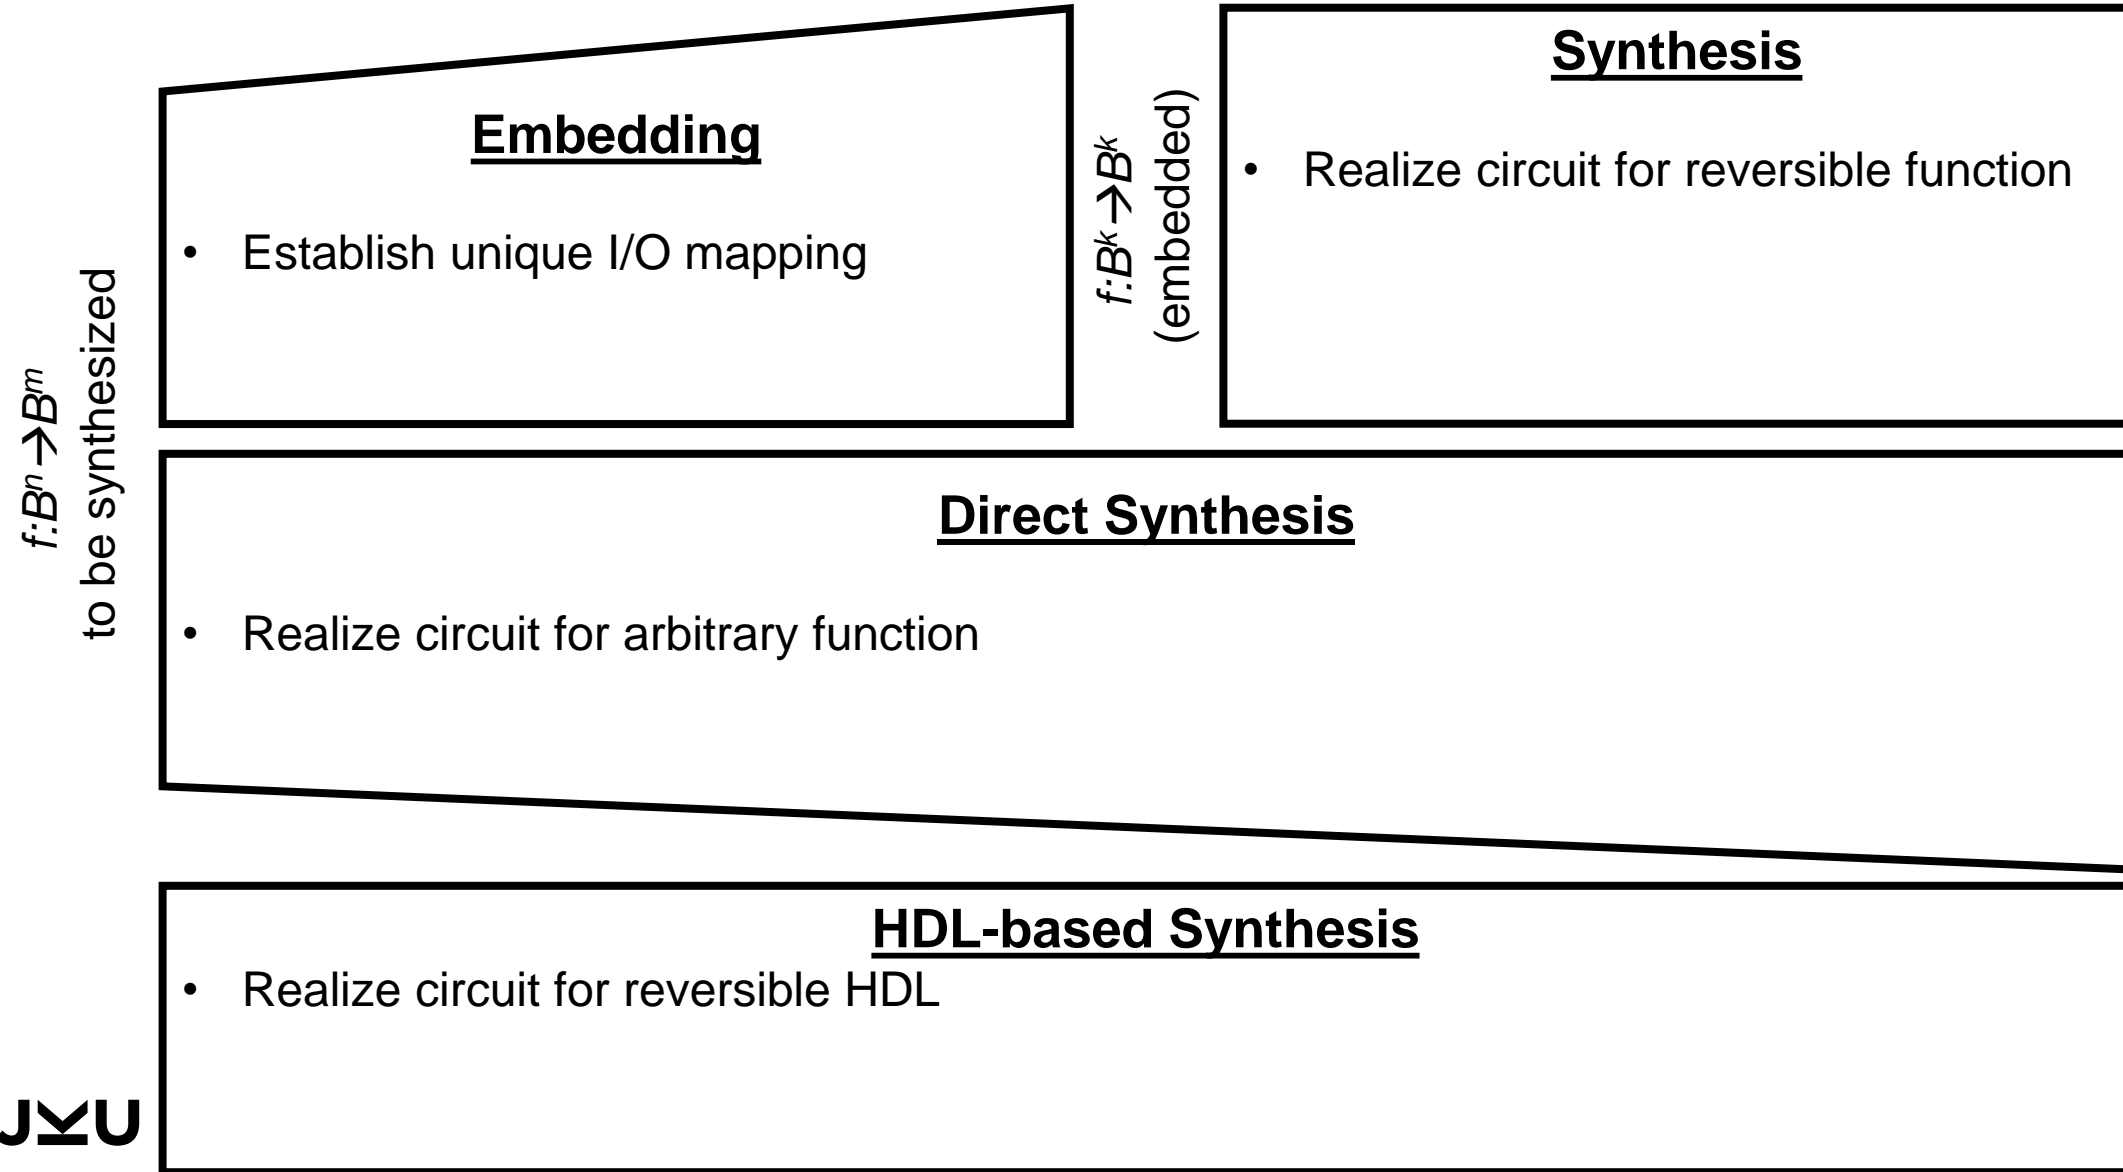 f:Bⁿ→Bᵐ
to be synthesized
Embedding
• Establish unique I/O mapping
f:Bᵏ→Bᵏ
(embedded)
Synthesis
• Realize circuit for reversible function
Direct Synthesis
• Realize circuit for arbitrary function
HDL-based Synthesis
• Realize circuit for reversible HDL
JKU